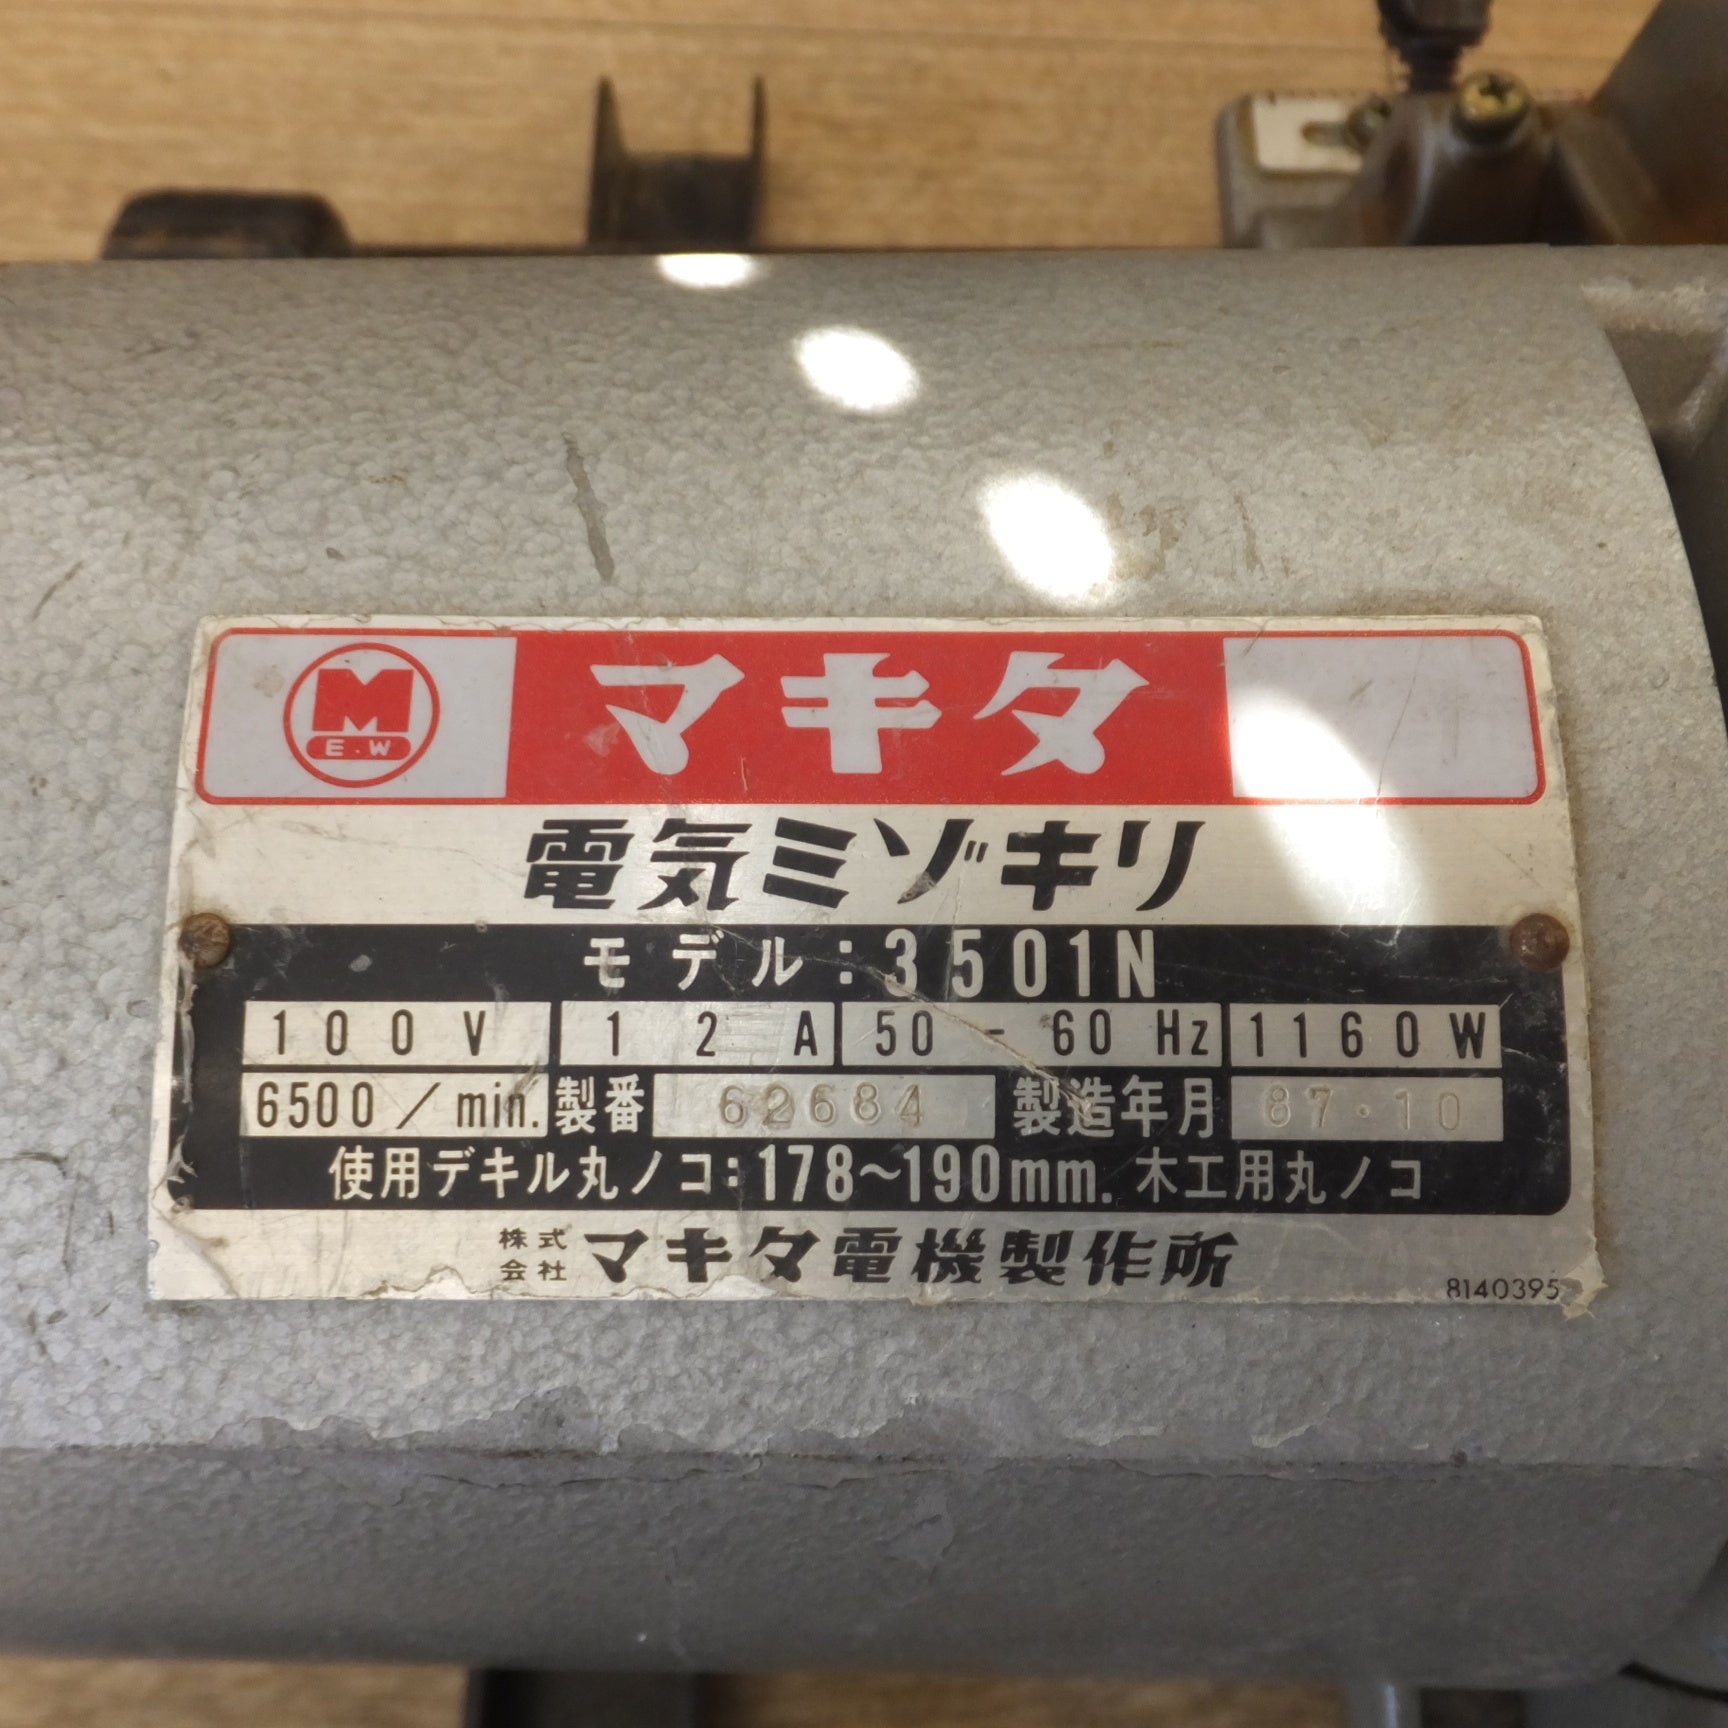 M
E.W
マキタ
電気ミゾキリ
モデル:3501N
100V 12A 50-60Hz 1160W
6500/min. 製番 62684 製造年月 87・10
使用デキル丸ノコ:178~190mm. 木工用丸ノコ
株式会社 マキタ電機製作所
8140395